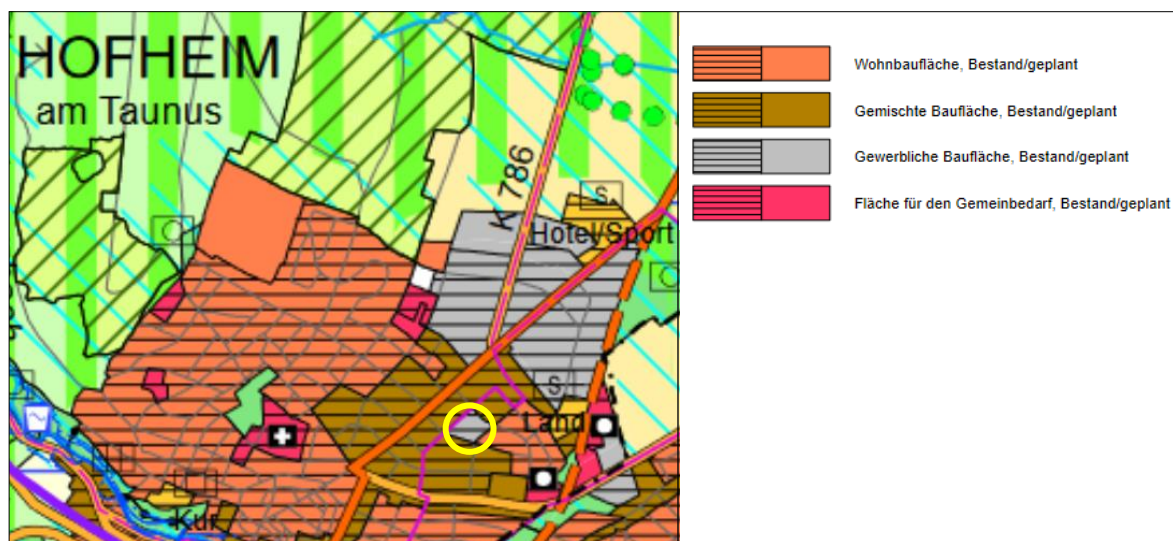 HOFHEIM
am Taunus
K 786
S
Hotel/Sport
S
Land
Kur
Wohnbaufläche, Bestand/geplant
Gemischte Baufläche, Bestand/geplant
Gewerbliche Baufläche, Bestand/geplant
Fläche für den Gemeinbedarf, Bestand/geplant